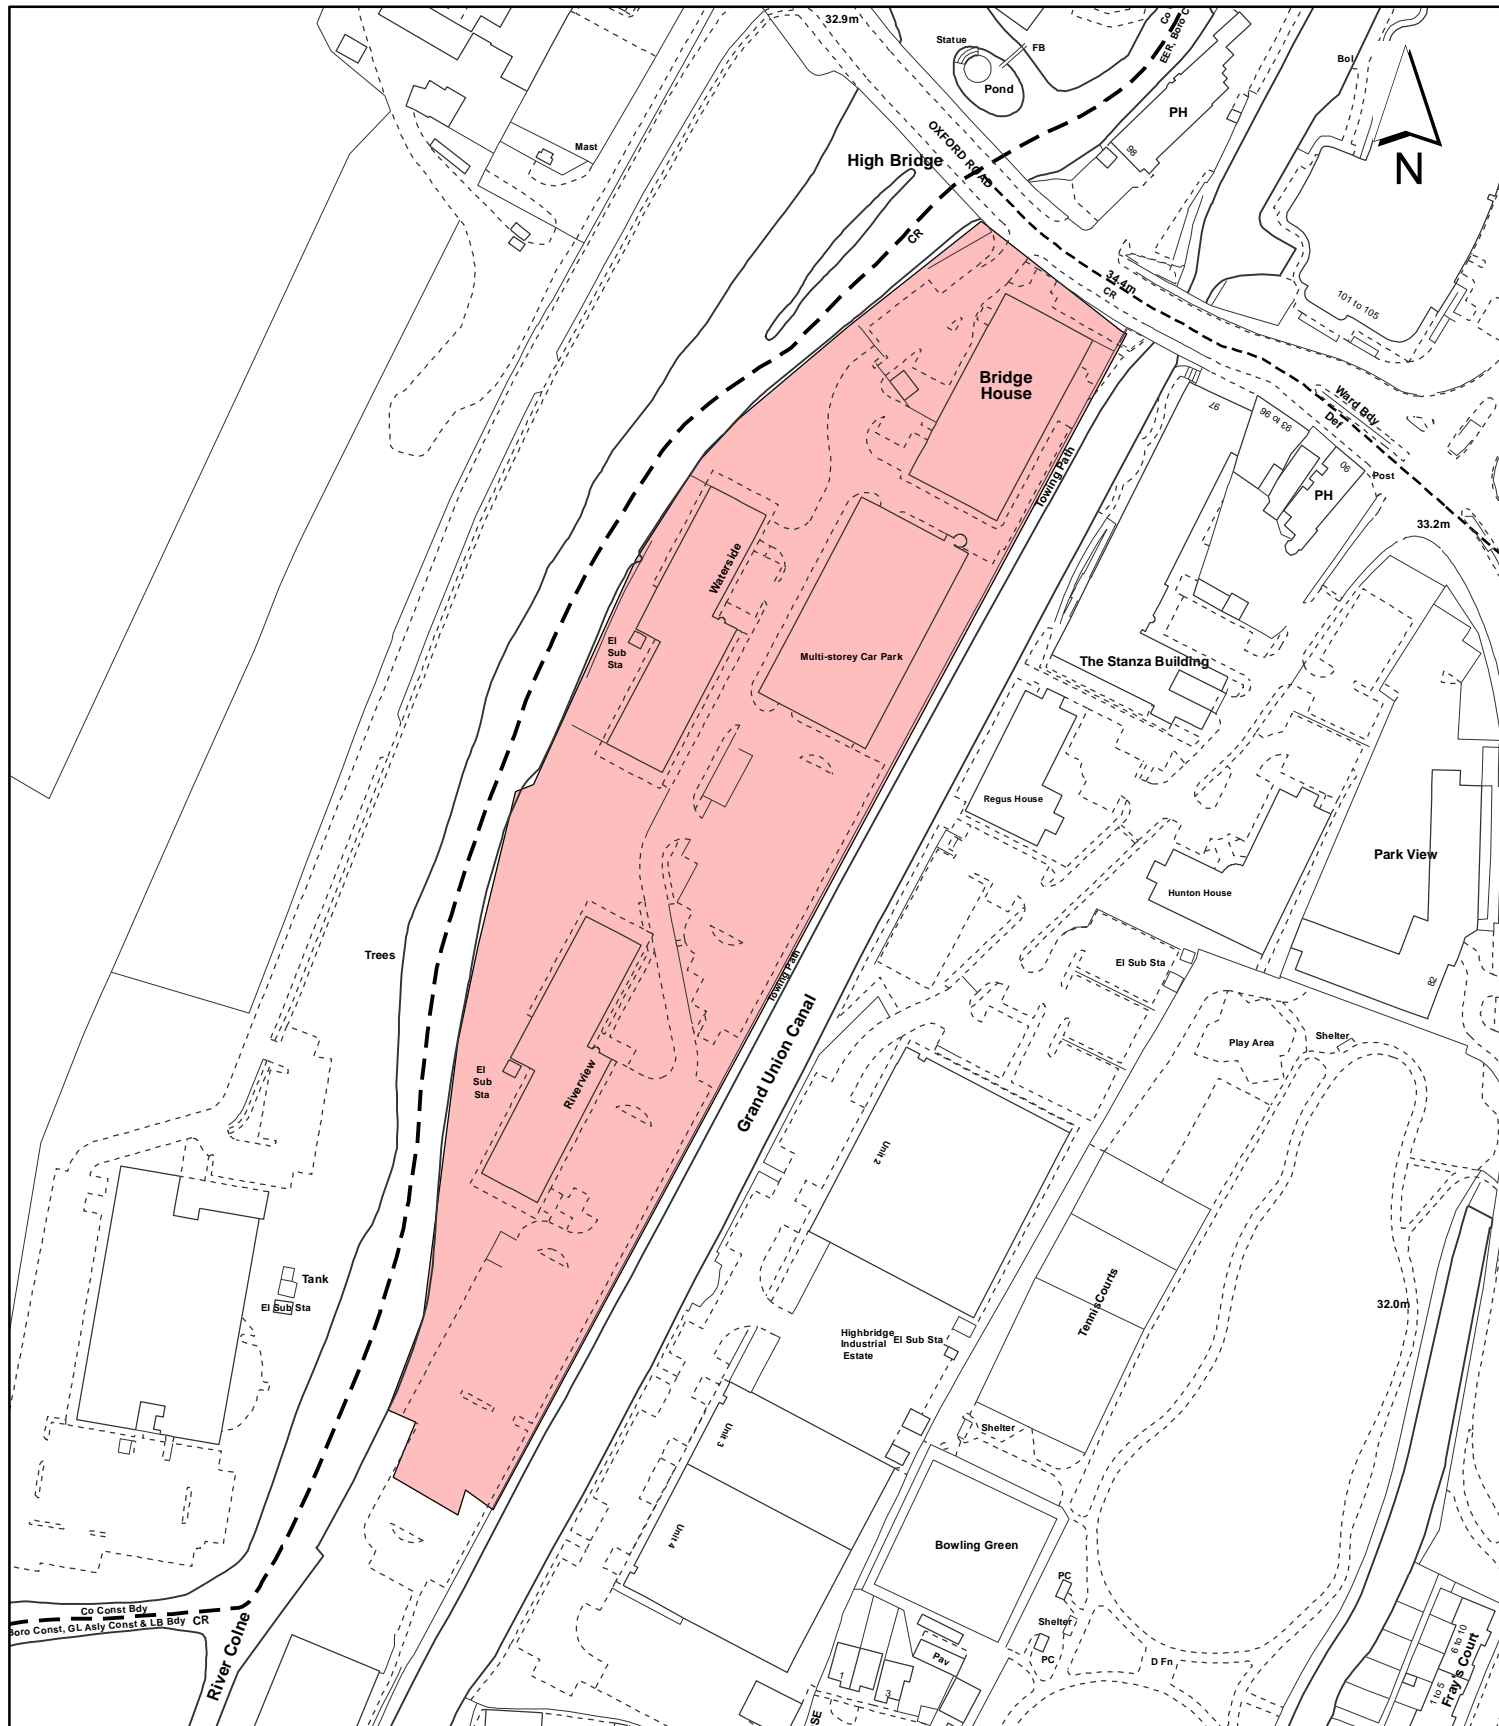 32.9m
Co
EER, Boro C
Statue
FB
Pond
Bol
PH
98
N
OXFORD ROAD
Mast
High Bridge
CR
34.4m
CR
101 to 105
Bridge
House
Ward Bdy
Def
97
93 to 96
90
Post
PH
33.2m
Towing Path
Waterside
El
Sub
Sta
Multi-storey Car Park
The Stanza Building
Regus House
Park View
Hunton House
Trees
El Sub Sta
82
Towing Path
Grand Union Canal
Play Area
Shelter
El
Sub
Sta
Riverview
Unit 2
Tank
El Sub Sta
Tennis Courts
32.0m
Highbridge
Industrial
Estate
El Sub Sta
Unit 3
Shelter
Unit 4
Bowling Green
PC
Co Const Bdy
Boro Const, GL Asly Const & LB Bdy CR
River Colne
Shelter
PC
Pav
D Fn
1
3
SE
6 to 10
1 to 5
Fray's Court